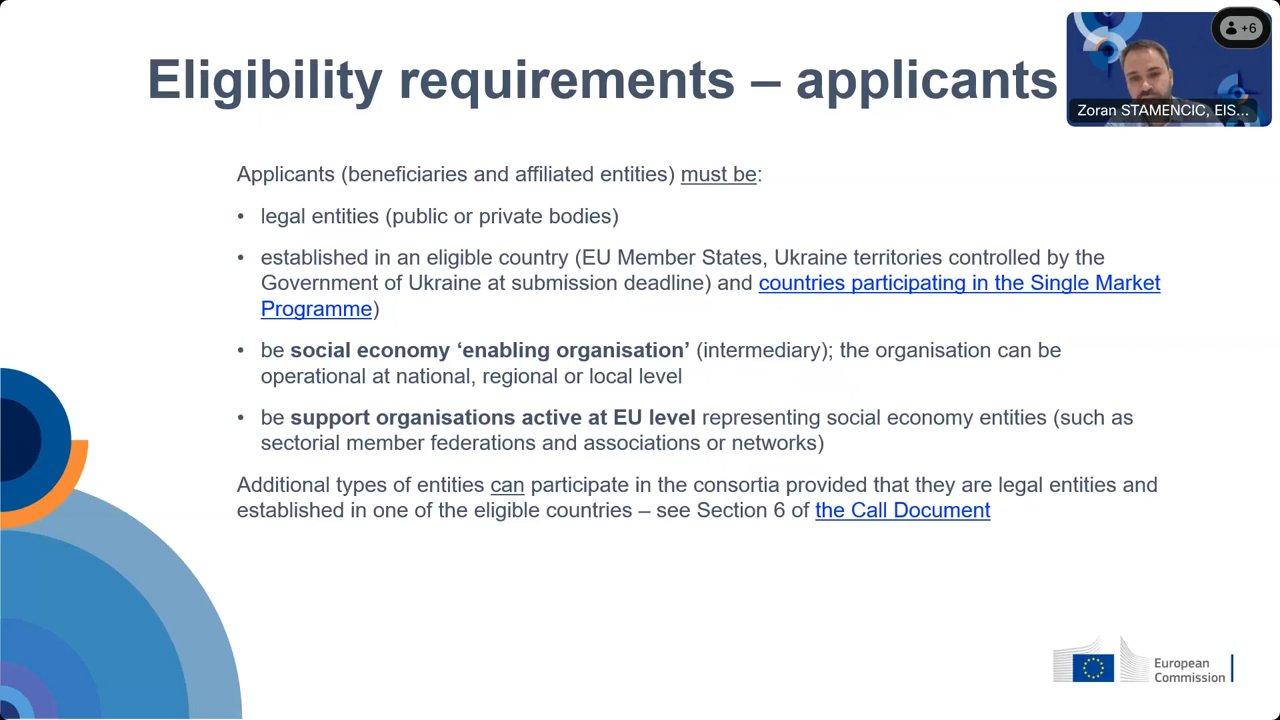 Eligibility requirements – applicants
+6
Zoran STAMENCIC, EIS...
Applicants (beneficiaries and affiliated entities) must be:
• legal entities (public or private bodies)
• established in an eligible country (EU Member States, Ukraine territories controlled by the
Government of Ukraine at submission deadline) and countries participating in the Single Market
Programme)
• be social economy ‘enabling organisation’ (intermediary); the organisation can be
operational at national, regional or local level
• be support organisations active at EU level representing social economy entities (such as
sectorial member federations and associations or networks)
Additional types of entities can participate in the consortia provided that they are legal entities and
established in one of the eligible countries – see Section 6 of the Call Document
European
Commission